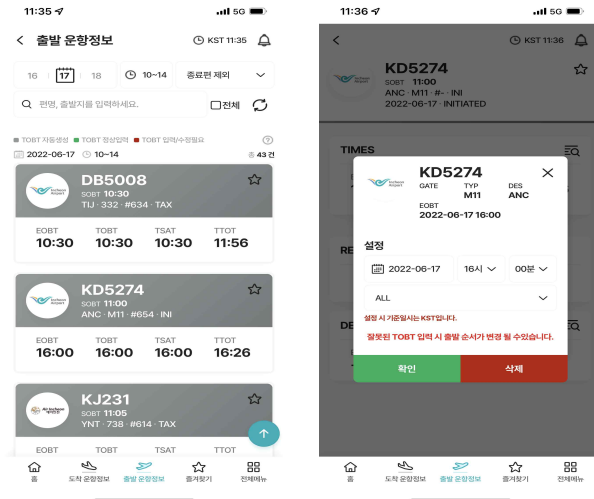 11:35
5G
출발 운항정보
KST 11:35
16 17 18
10~14
종료편 제외
편명, 출발지를 입력하세요.
전체
TOBT 자동생성 TOBT 정상입력 TOBT 입력/수정필요
2022-06-17 10~14
총 43 건
DB5008
SOBT 10:30
TIJ · 332 · #634 · TAX
EOBT TOBT TSAT TTOT
10:30 10:30 10:30 11:56
KD5274
SOBT 11:00
ANC · M11 · #654 · INI
EOBT TOBT TSAT TTOT
16:00 16:00 16:00 16:26
Air Incheon
에어인천
KJ231
SOBT 11:05
YNT · 738 · #614 · TAX
EOBT TOBT TSAT TTOT
홈 도착 운항정보 출발 운항정보 즐겨찾기 전체메뉴
11:36
5G
KST 11:36
KD5274
SOBT 11:00
ANC · M11 · #- · INI
2022-06-17 · INITIATED
TIMES
RE
DE
KD5274
GATE TYP DES
M11 ANC
EOBT
2022-06-17 16:00
설정
2022-06-17 16시 00분
ALL
설정 시 기준일시는 KST입니다.
잘못된 TOBT 입력 시 출발 순서가 변경 될 수있습니다.
확인 삭제
홈 도착 운항정보 출발 운항정보 즐겨찾기 전체메뉴